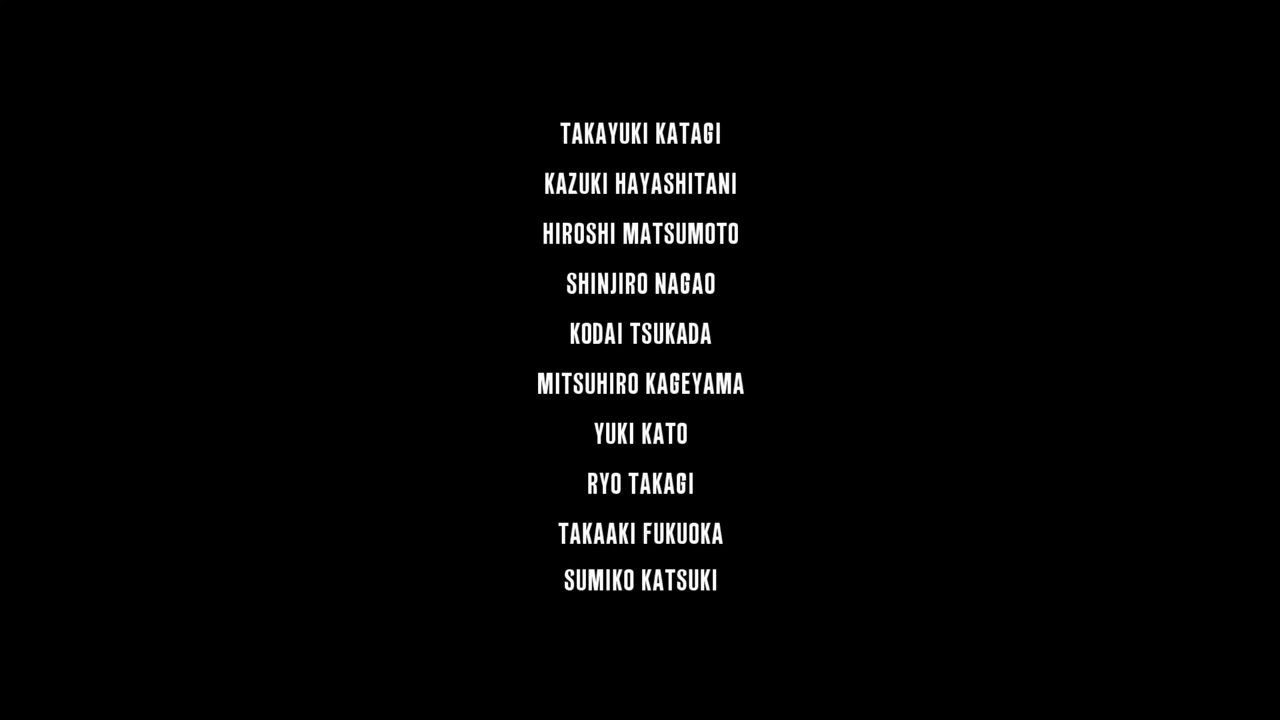 TAKAYUKI KATAGI
KAZUKI HAYASHITANI
HIROSHI MATSUMOTO
SHINJIRO NAGAO
KODAI TSUKADA
MITSUHIRO KAGEYAMA
YUKI KATO
RYO TAKAGI
TAKAAKI FUKUOKA
SUMIKO KATSUKI